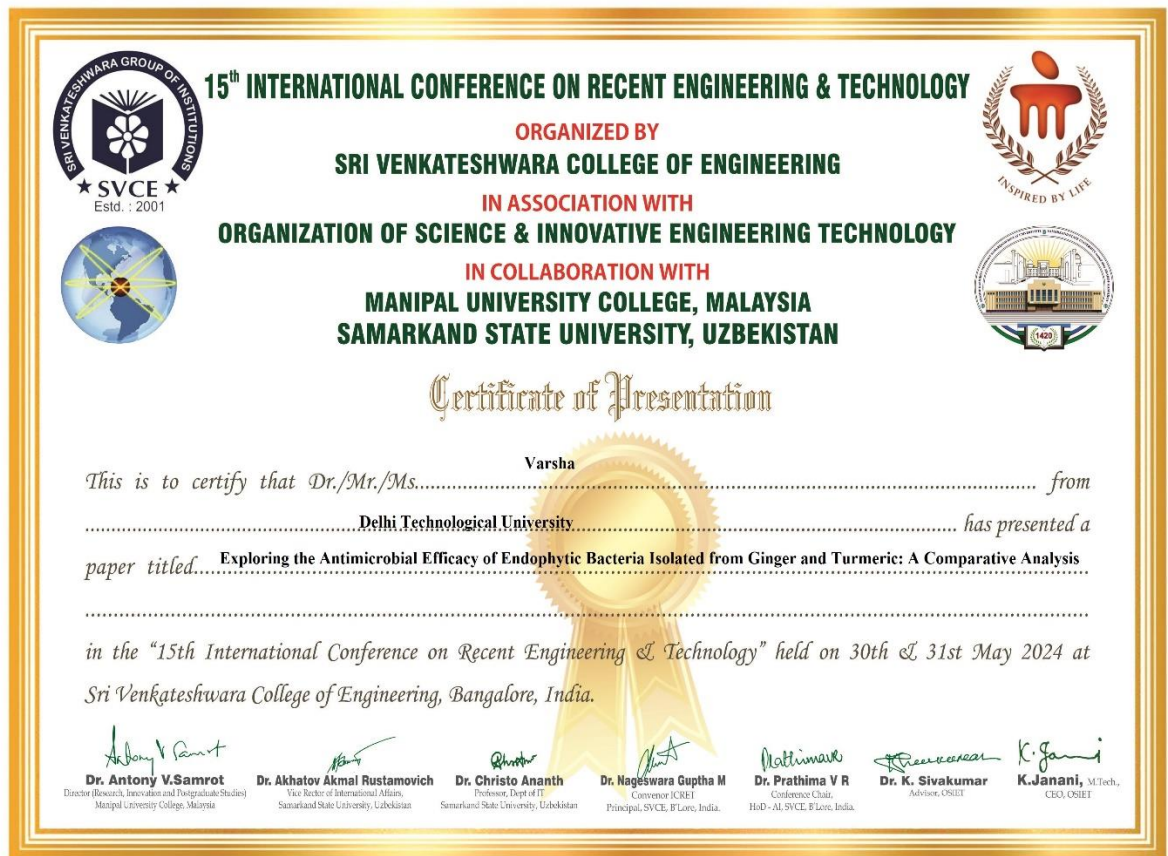 SRI VENKATESHWARA GROUP OF INSTITUTIONS
SVCE
Estd. : 2001
15th INTERNATIONAL CONFERENCE ON RECENT ENGINEERING & TECHNOLOGY
ORGANIZED BY
SRI VENKATESHWARA COLLEGE OF ENGINEERING
IN ASSOCIATION WITH
ORGANIZATION OF SCIENCE & INNOVATIVE ENGINEERING TECHNOLOGY
IN COLLABORATION WITH
MANIPAL UNIVERSITY COLLEGE, MALAYSIA
SAMARKAND STATE UNIVERSITY, UZBEKISTAN
INSPIRED BY LIFE
1420
Certificate of Presentation
This is to certify that Dr./Mr./Ms. Varsha from
Delhi Technological University has presented a
paper titled Exploring the Antimicrobial Efficacy of Endophytic Bacteria Isolated from Ginger and Turmeric: A Comparative Analysis
in the “15th International Conference on Recent Engineering & Technology” held on 30th & 31st May 2024 at
Sri Venkateshwara College of Engineering, Bangalore, India.
Antony V Samrot
Dr. Antony V.Samrot
Director (Research, Innovation and Postgraduate Studies)
Manipal University College, Malaysia
Dr. Akhatov Akmal Rustamovich
Vice Rector of International Affairs,
Samarkand State University, Uzbekistan
Dr. Christo Ananth
Professor, Dept of IT
Samarkand State University, Uzbekistan
Dr. Nageswara Guptha M
Convenor ICRET
Principal, SVCE, B'Lore, India.
Dr. Prathima V R
Conference Chair,
HoD - AI, SVCE, B'Lore, India.
Dr. K. Sivakumar
Advisor, OSIET
K.Janani, M.Tech.,
CEO, OSIET